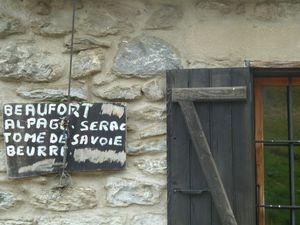 BEAUFORT
ALPAGE. SERAC
TOME DE SAVOIE
BEURRE